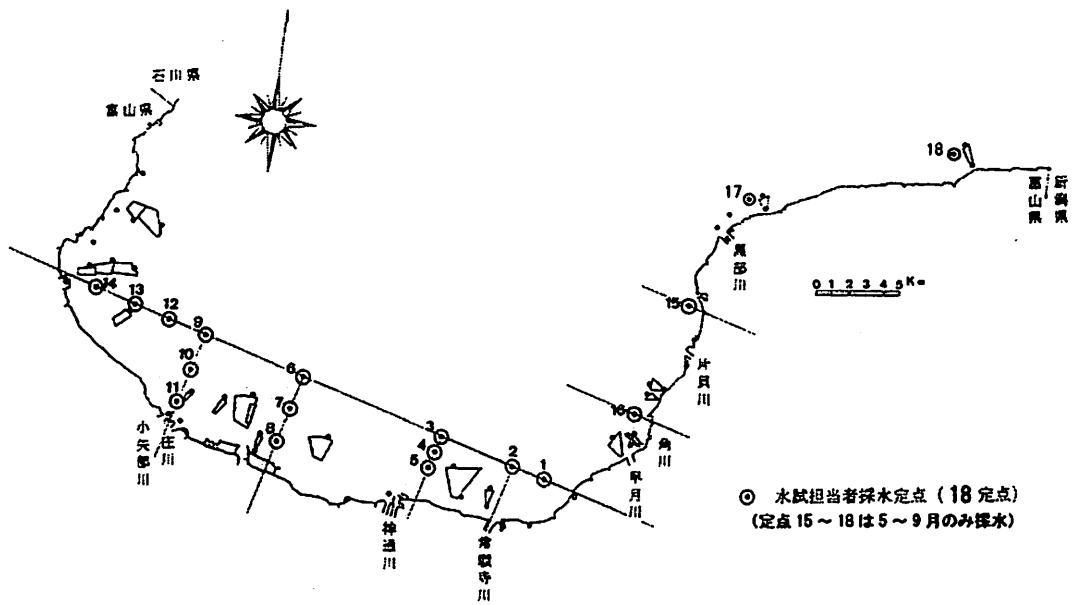 石川県
富山県
18
17
富山県
新潟県
黒部川
0 1 2 3 4 5 Km
15
14
13
12
9
10
11
6
7
8
3
4
5
2
1
16
片貝川
角川
早月川
小矢部川
庄川
神通川
常願寺川
◎ 水試担当者採水定点 (18定点)
(定点15~18は5~9月のみ採水)